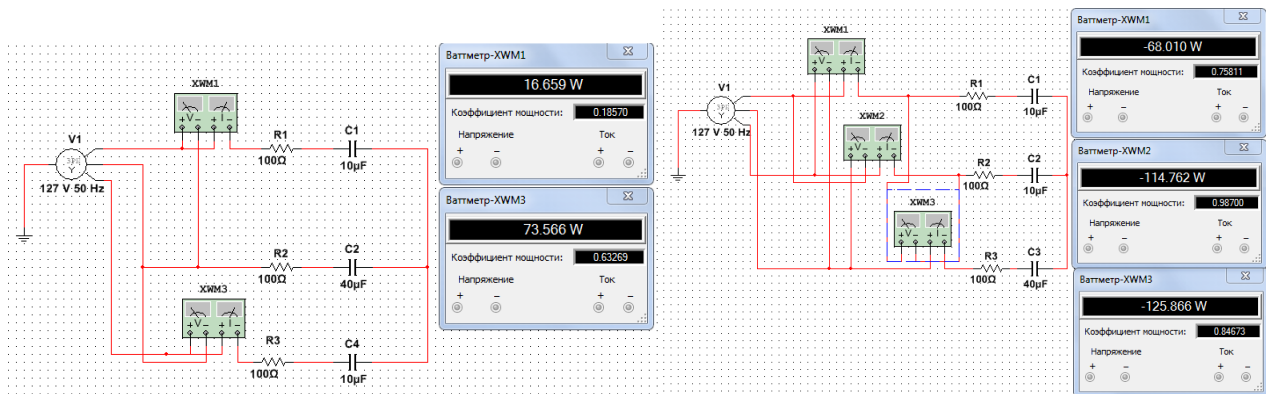 XWM1
V1
3PH
Y
127 V 50 Hz
V
I
R1
100Ω
C1
10µF
R2
100Ω
C2
40µF
XWM3
V
I
R3
100Ω
C4
10µF
Ваттметр-XWM1
16.659 W
Коэффициент мощности: 0.18570
Напряжение Ток
+ − + −
Ваттметр-XWM3
73.566 W
Коэффициент мощности: 0.63269
Напряжение Ток
+ − + −
XWM1
V
I
V1
Y
127 V 50 Hz
R1
100Ω
C1
10µF
XWM2
V
I
R2
100Ω
C2
10µF
XWM3
V
I
R3
100Ω
C3
40µF
Ваттметр-XWM1
-68.010 W
Коэффициент мощности: 0.75811
Напряжение Ток
+ − + −
Ваттметр-XWM2
-114.762 W
Коэффициент мощности: 0.98700
Напряжение Ток
+ − + −
Ваттметр-XWM3
-125.866 W
Коэффициент мощности: 0.84673
Напряжение Ток
+ − + −